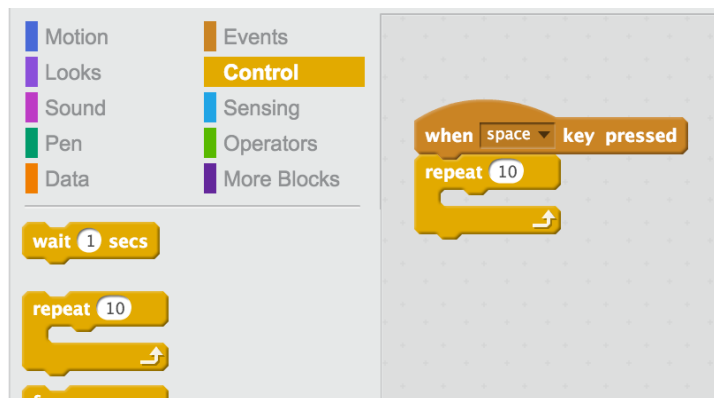 Motion
Events
Looks
Control
Sound
Sensing
Pen
Operators
Data
More Blocks
wait 1 secs
repeat 10
when space key pressed
repeat 10